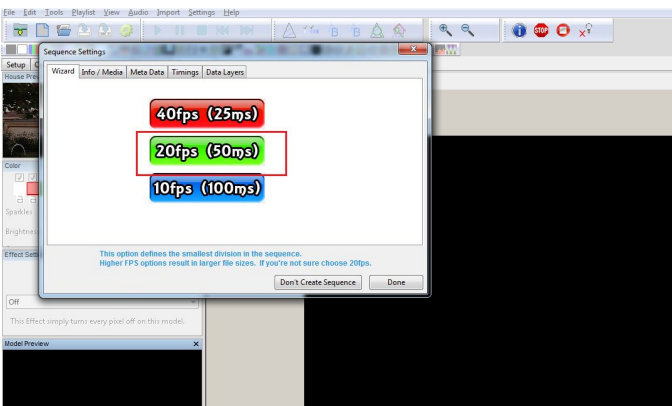 File Edit Tools Playlist View Audio Import Settings Help
STOP
Sequence Settings
Setup
Wizard Info / Media Meta Data Timings Data Layers
House Prev
40fps (25ms)
20fps (50ms)
10fps (100ms)
Color
Sparkles
Brightnes
Effect Setti
This option defines the smallest division in the sequence.
Higher FPS options result in larger file sizes. If you're not sure choose 20fps.
Don't Create Sequence Done
Off
This Effect simply turns every pixel off on this model.
Model Preview